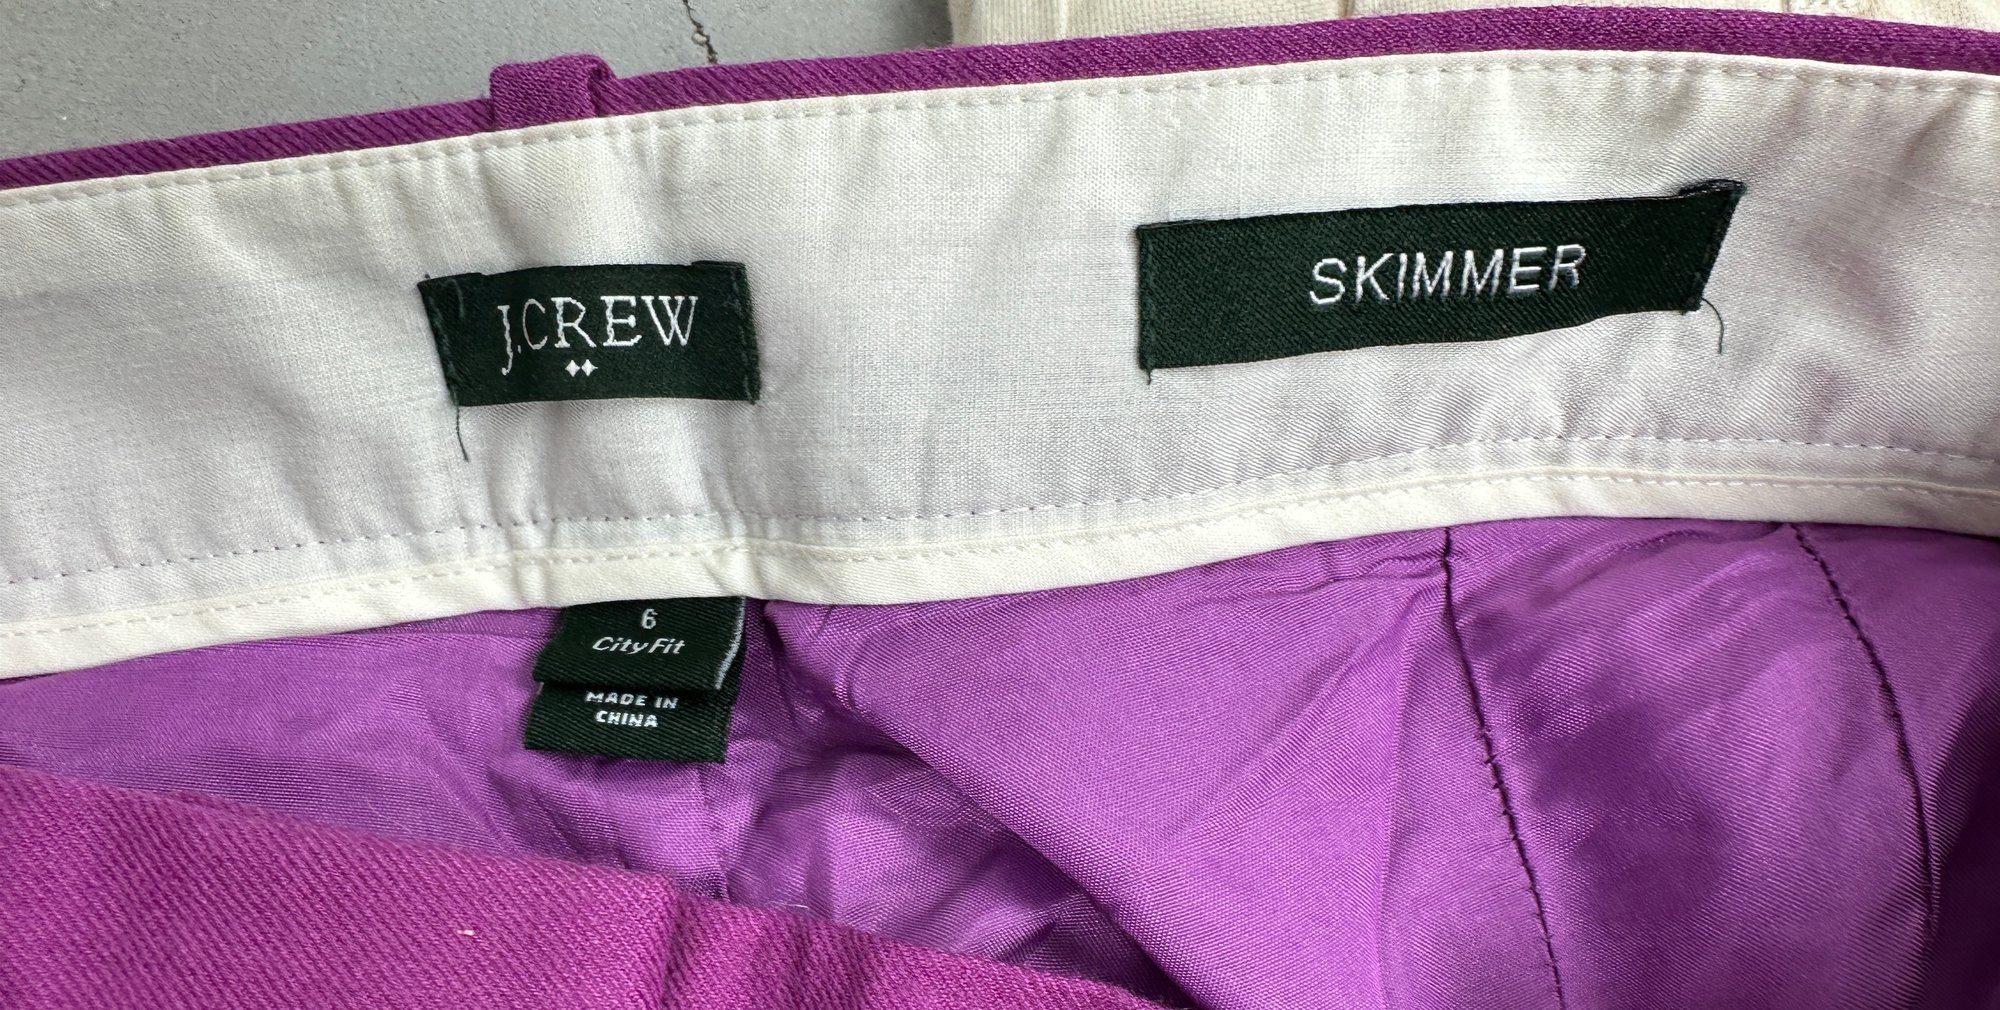 J.CREW
SKIMMER
6
City Fit
MADE IN
CHINA